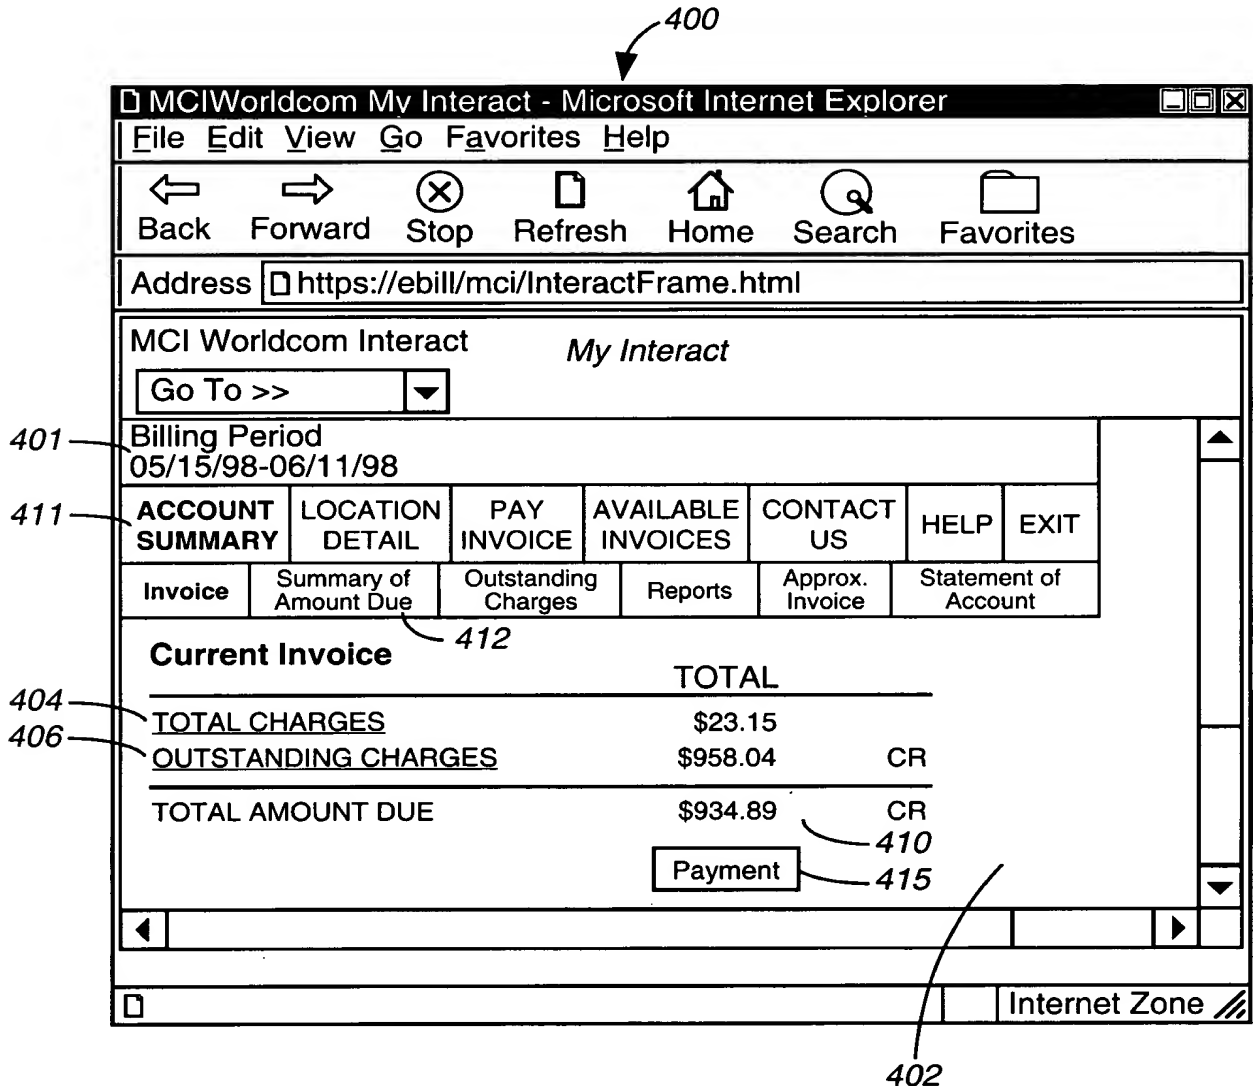 400
MCIWorldcom My Interact - Microsoft Internet Explorer
File Edit View Go Favorites Help
Back Forward Stop Refresh Home Search Favorites
Address https://ebill/mci/InteractFrame.html
MCI Worldcom Interact My Interact
Go To >>
401
Billing Period
05/15/98-06/11/98
411
ACCOUNT SUMMARY LOCATION DETAIL PAY INVOICE AVAILABLE INVOICES CONTACT US HELP EXIT
Invoice Summary of Amount Due Outstanding Charges Reports Approx. Invoice Statement of Account
412
Current Invoice
TOTAL
404 TOTAL CHARGES $23.15
406 OUTSTANDING CHARGES $958.04 CR
TOTAL AMOUNT DUE $934.89 CR
410
Payment 415
Internet Zone
402